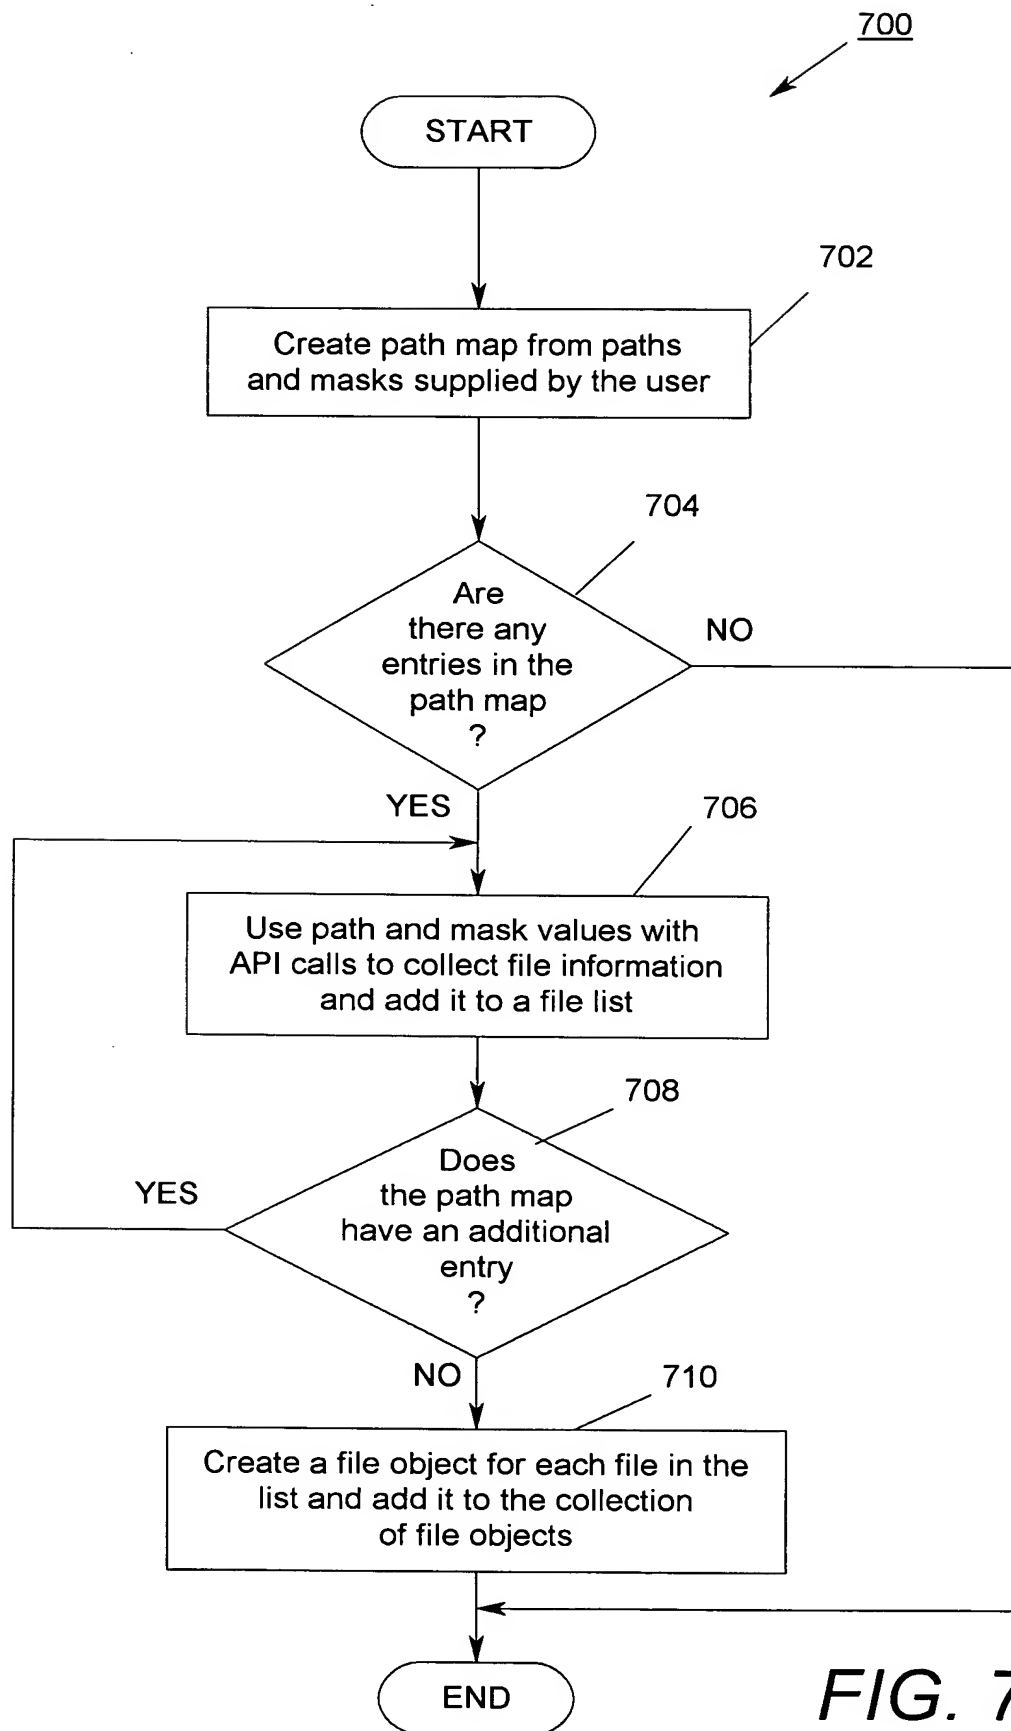 700
START
702
Create path map from paths
and masks supplied by the user
704
Are
there any
entries in the
path map
?
NO
YES
706
Use path and mask values with
API calls to collect file information
and add it to a file list
708
Does
the path map
have an additional
entry
?
YES
NO
710
Create a file object for each file in the
list and add it to the collection
of file objects
END
FIG. 7